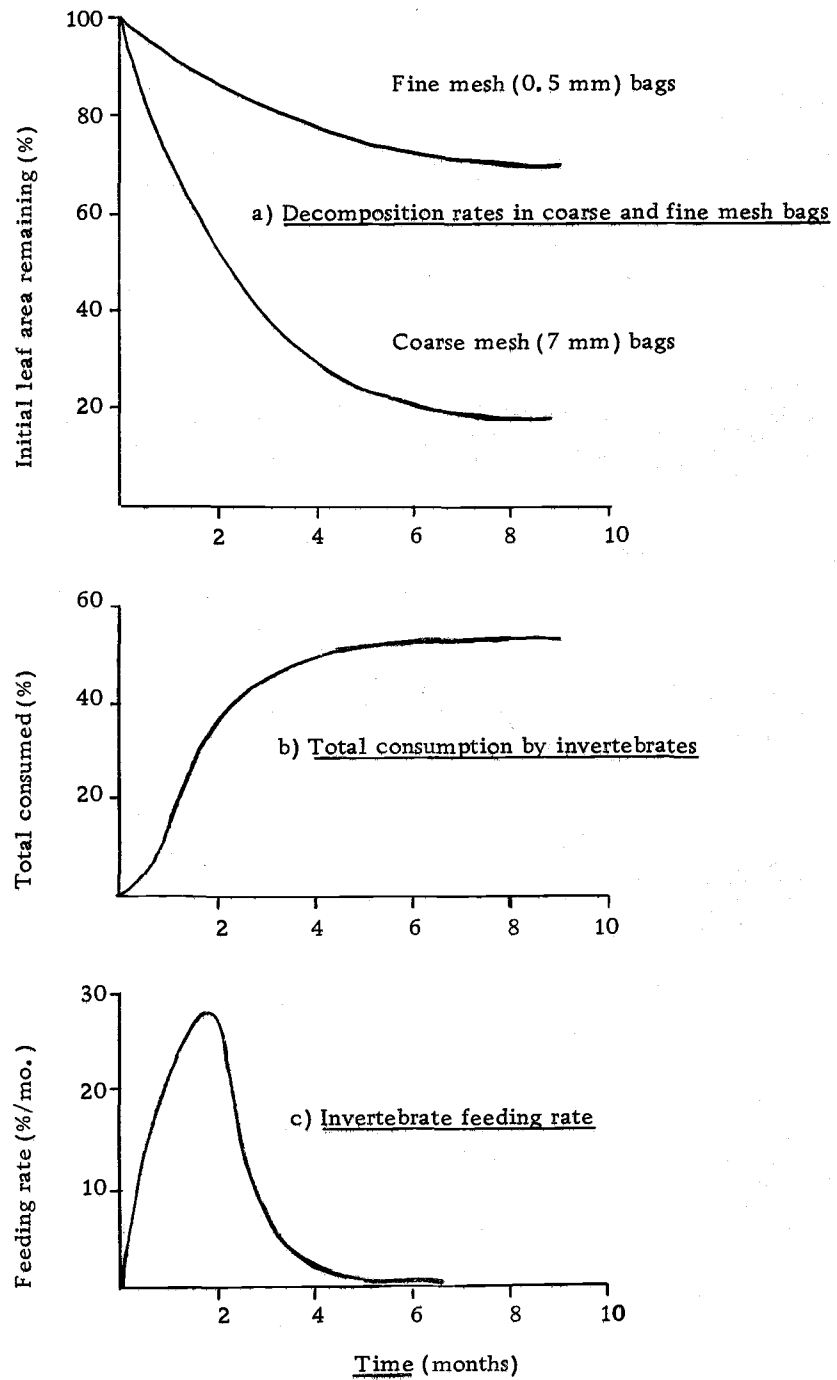 Initial leaf area remaining (%)
100
80
60
40
20
Fine mesh (0.5 mm) bags
a) Decomposition rates in coarse and fine mesh bags
Coarse mesh (7 mm) bags
2 4 6 8 10
Total consumed (%)
60
40
20
b) Total consumption by invertebrates
2 4 6 8 10
Feeding rate (%/mo.)
30
20
10
c) Invertebrate feeding rate
2 4 6 8 10
Time (months)